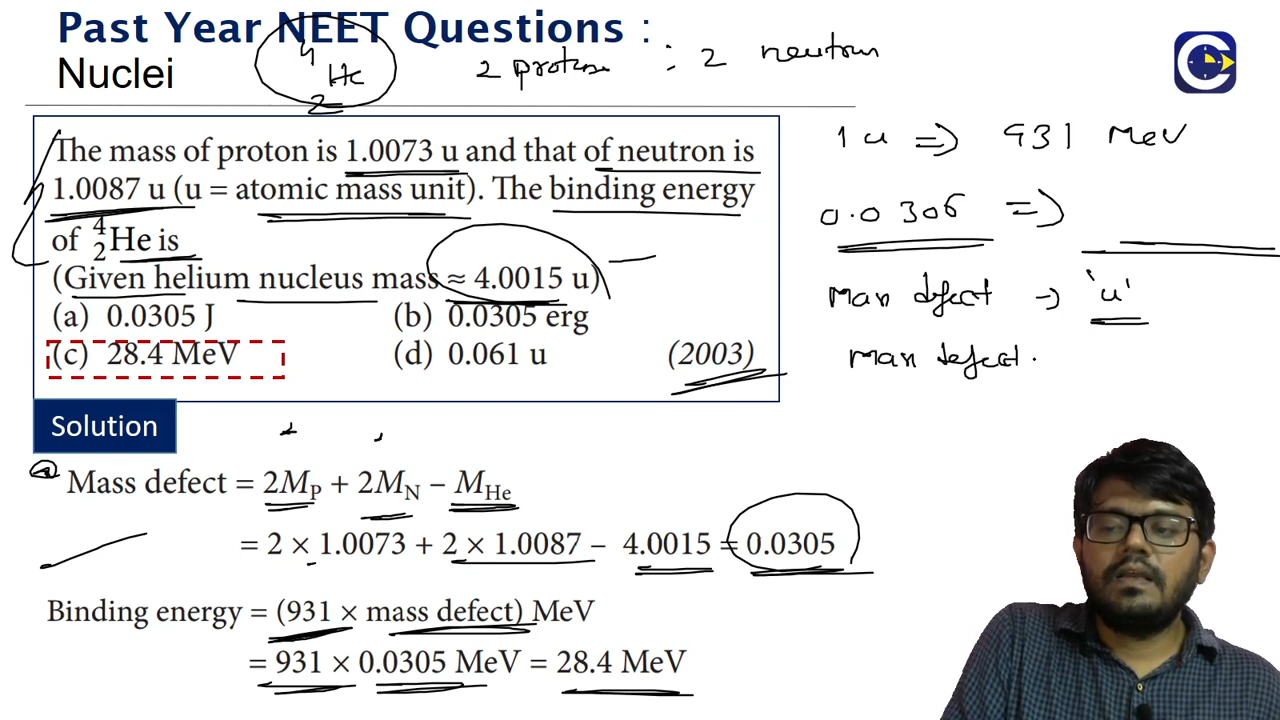 Past Year NEET Questions :
Nuclei
4
2 He
2 protons : 2 neutron
The mass of proton is 1.0073 u and that of neutron is
1.0087 u (u = atomic mass unit). The binding energy
of ⁴₂He is
(Given helium nucleus mass ≈ 4.0015 u)
(a) 0.0305 J (b) 0.0305 erg
(c) 28.4 MeV (d) 0.061 u (2003)
1 u => 931 MeV
0.0306 =>
Mass defect → 'u'
Mass defect.
Solution
Mass defect = 2M_P + 2M_N – M_He
= 2 × 1.0073 + 2 × 1.0087 – 4.0015 = 0.0305
Binding energy = (931 × mass defect) MeV
= 931 × 0.0305 MeV = 28.4 MeV